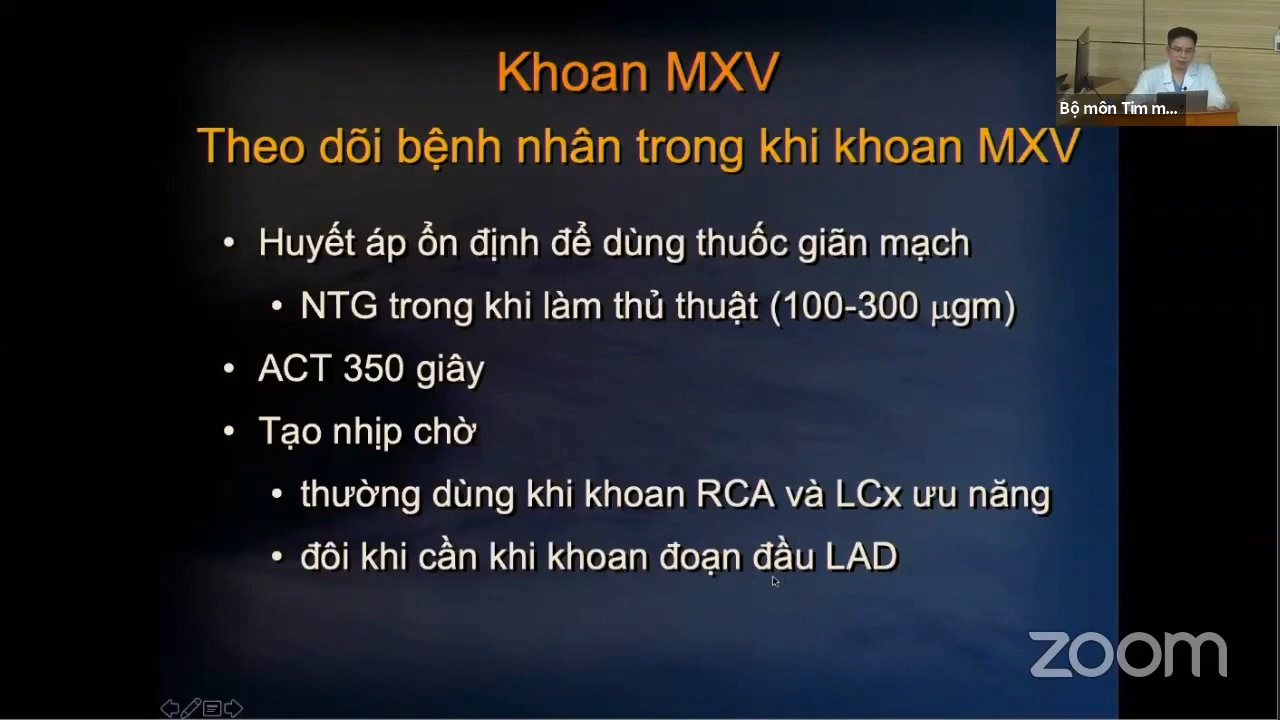 Khoan MXV
Theo dõi bệnh nhân trong khi khoan MXV
• Huyết áp ổn định để dùng thuốc giãn mạch
• NTG trong khi làm thủ thuật (100-300 μgm)
• ACT 350 giây
• Tạo nhịp chờ
• thường dùng khi khoan RCA và LCx ưu năng
• đôi khi cần khi khoan đoạn đầu LAD
Bộ môn Tim m...
zoom